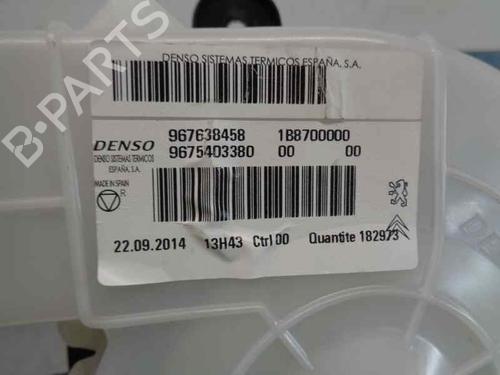 DENSO SISTEMAS TERMICOS ESPAÑA, S.A.
DENSO 967638458 1B8700000
DENSO SISTEMAS TERMICOS 9675403380 00 00
ESPAÑA, S.A.
MADE IN SPAIN
R
22.09.2014 13H43 Ctrl 00 Quantite 182973
B-PARTS